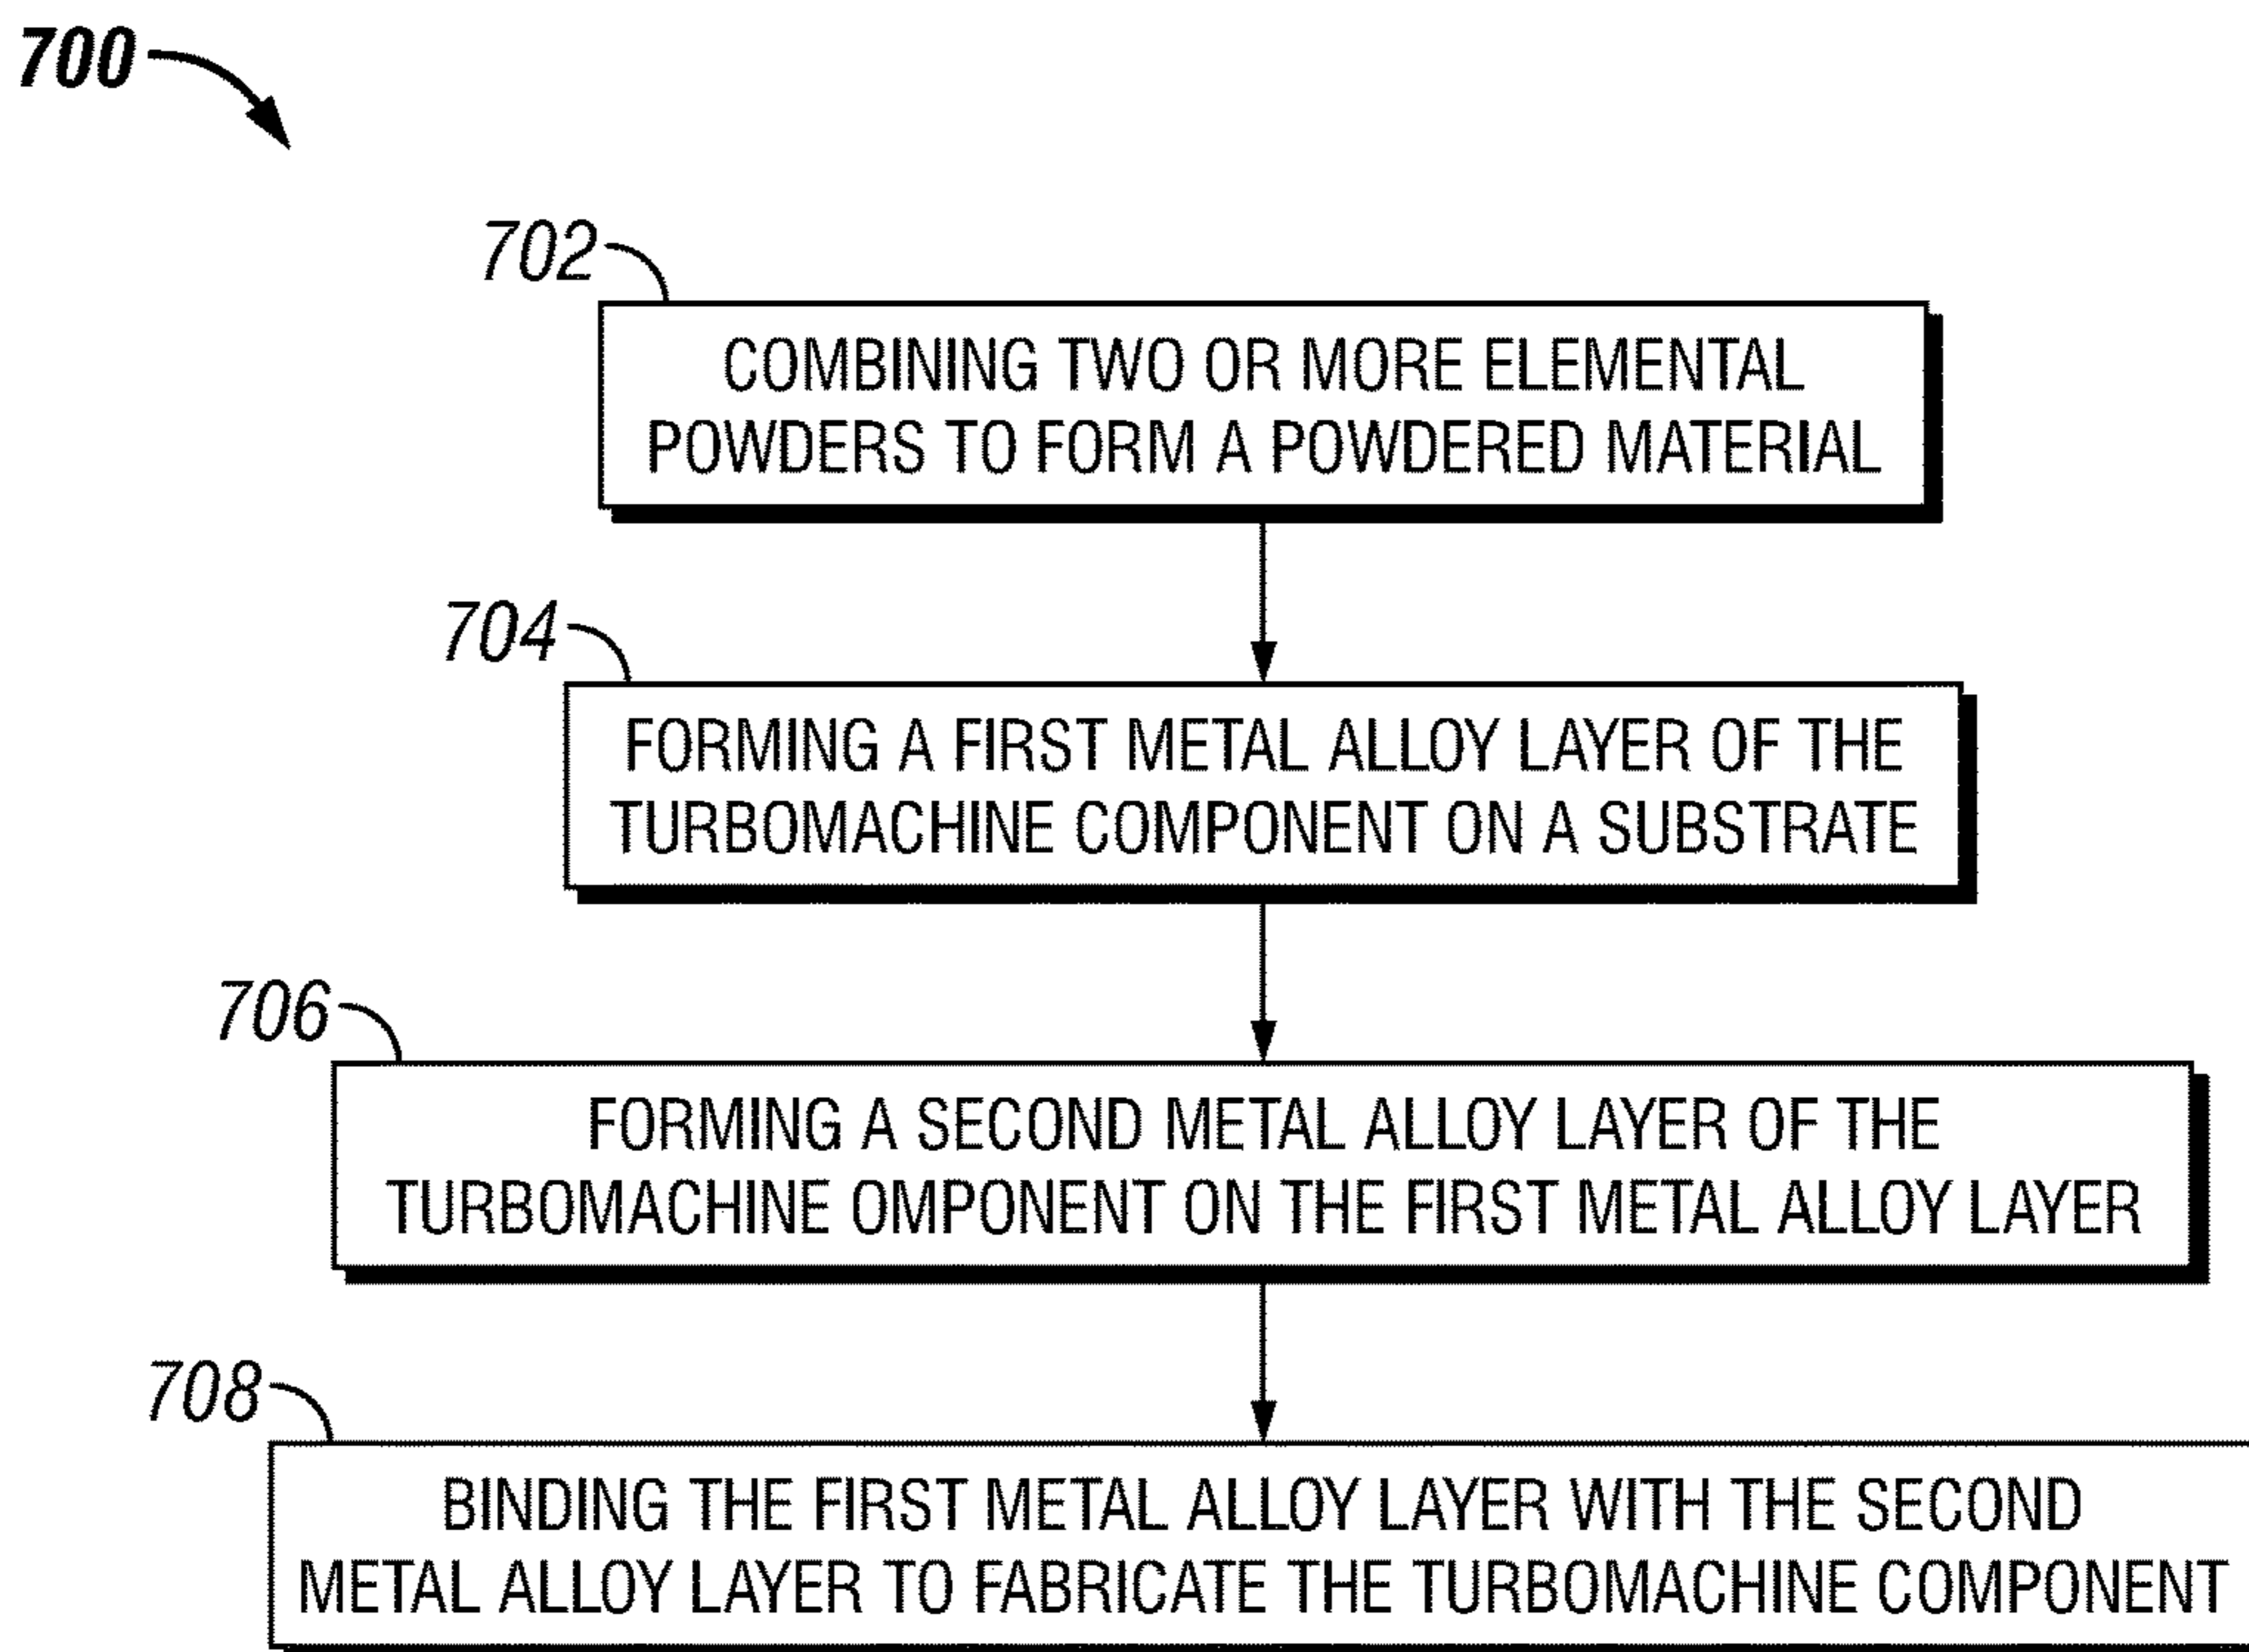 700
702
COMBINING TWO OR MORE ELEMENTAL
POWDERS TO FORM A POWDERED MATERIAL
704
FORMING A FIRST METAL ALLOY LAYER OF THE
TURBOMACHINE COMPONENT ON A SUBSTRATE
706
FORMING A SECOND METAL ALLOY LAYER OF THE
TURBOMACHINE OMPONENT ON THE FIRST METAL ALLOY LAYER
708
BINDING THE FIRST METAL ALLOY LAYER WITH THE SECOND
METAL ALLOY LAYER TO FABRICATE THE TURBOMACHINE COMPONENT